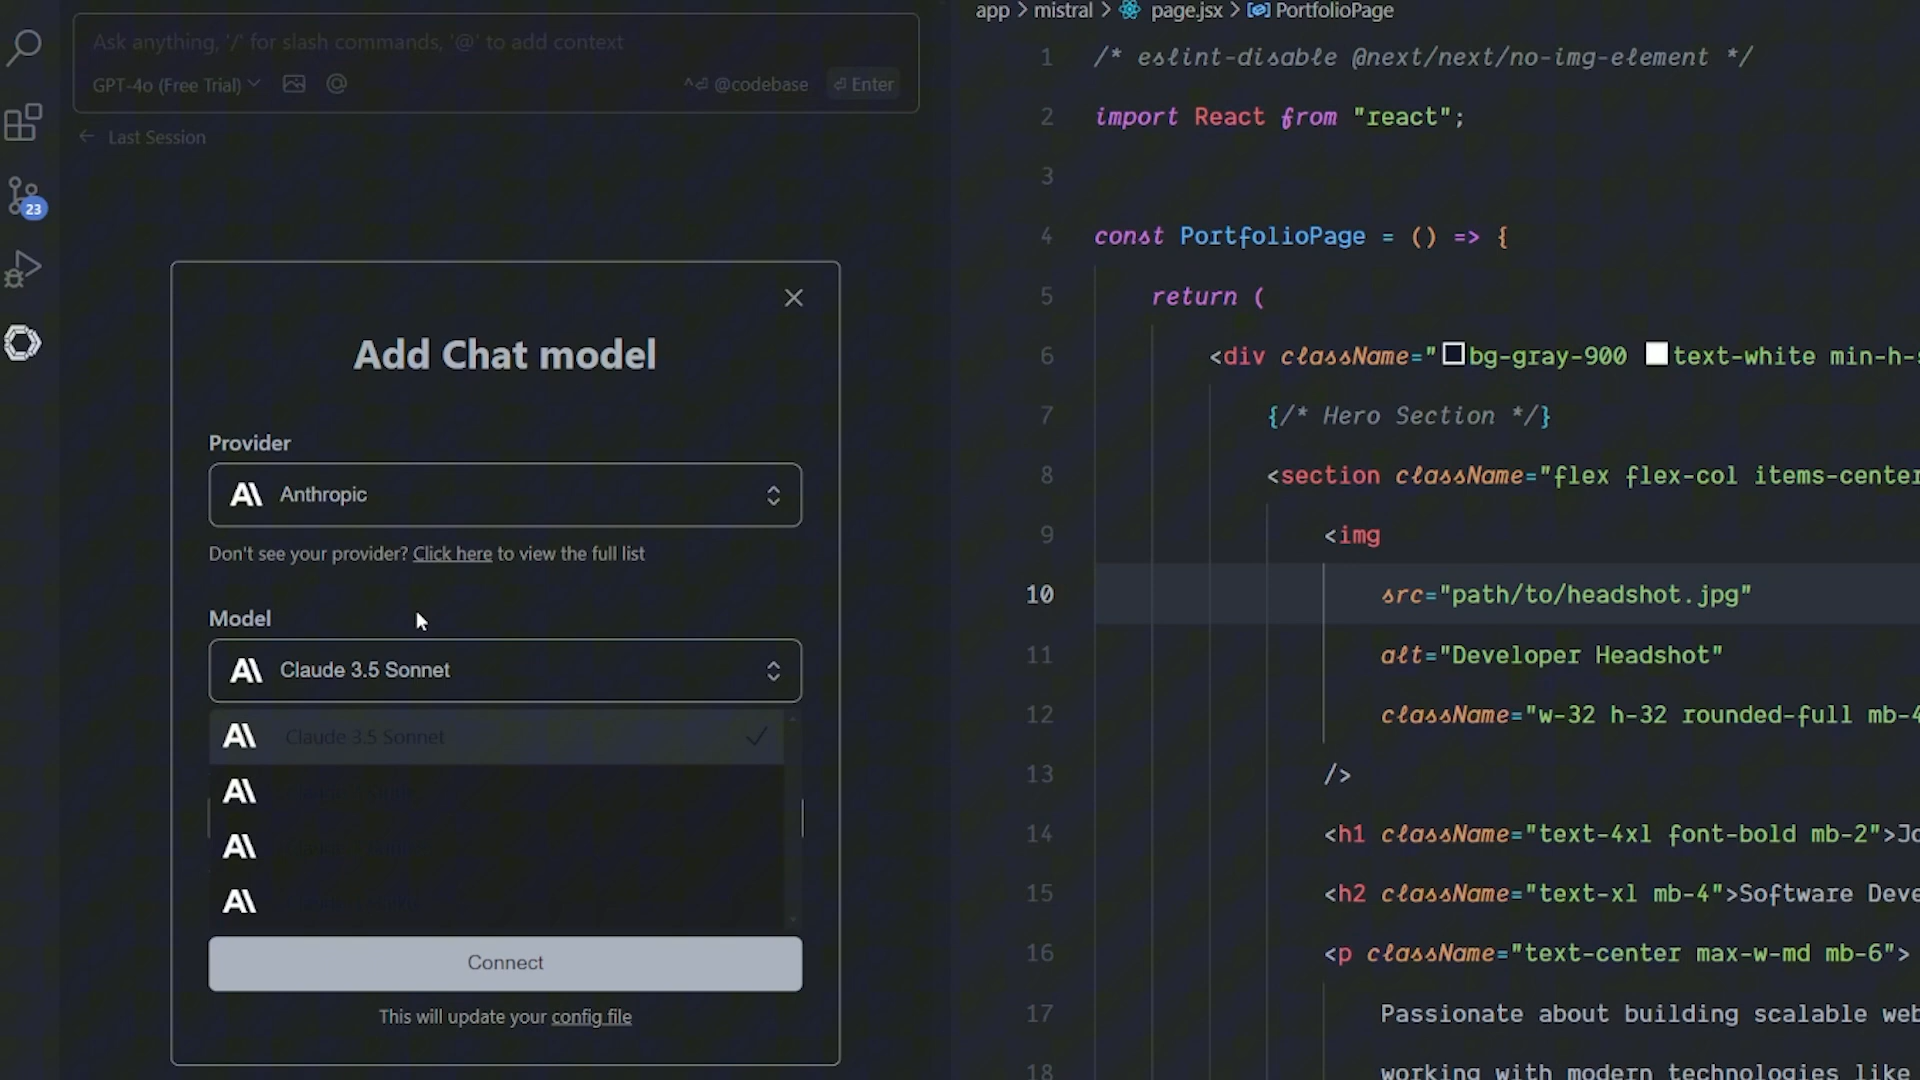 Ask anything, '/' for slash commands, '@' to add context
GPT-4o (Free Trial)
@codebase
Enter
Last Session
23
Add Chat model
Provider
Anthropic
Don't see your provider? Click here to view the full list
Model
Claude 3.5 Sonnet
Claude 3.5 Sonnet
Connect
This will update your config file
app > mistral > page.jsx > PortfolioPage
1 /* eslint-disable @next/next/no-img-element */
2 import React from "react";
3
4 const PortfolioPage = () => {
5 return (
6 <div className="bg-gray-900 text-white min-h-s
7 {/* Hero Section */}
8 <section className="flex flex-col items-center
9 <img
10 src="path/to/headshot.jpg"
11 alt="Developer Headshot"
12 className="w-32 h-32 rounded-full mb-4
13 />
14 <h1 className="text-4xl font-bold mb-2">Jo
15 <h2 className="text-xl mb-4">Software Deve
16 <p className="text-center max-w-md mb-6">
17 Passionate about building scalable web
18 working with modern technologies like